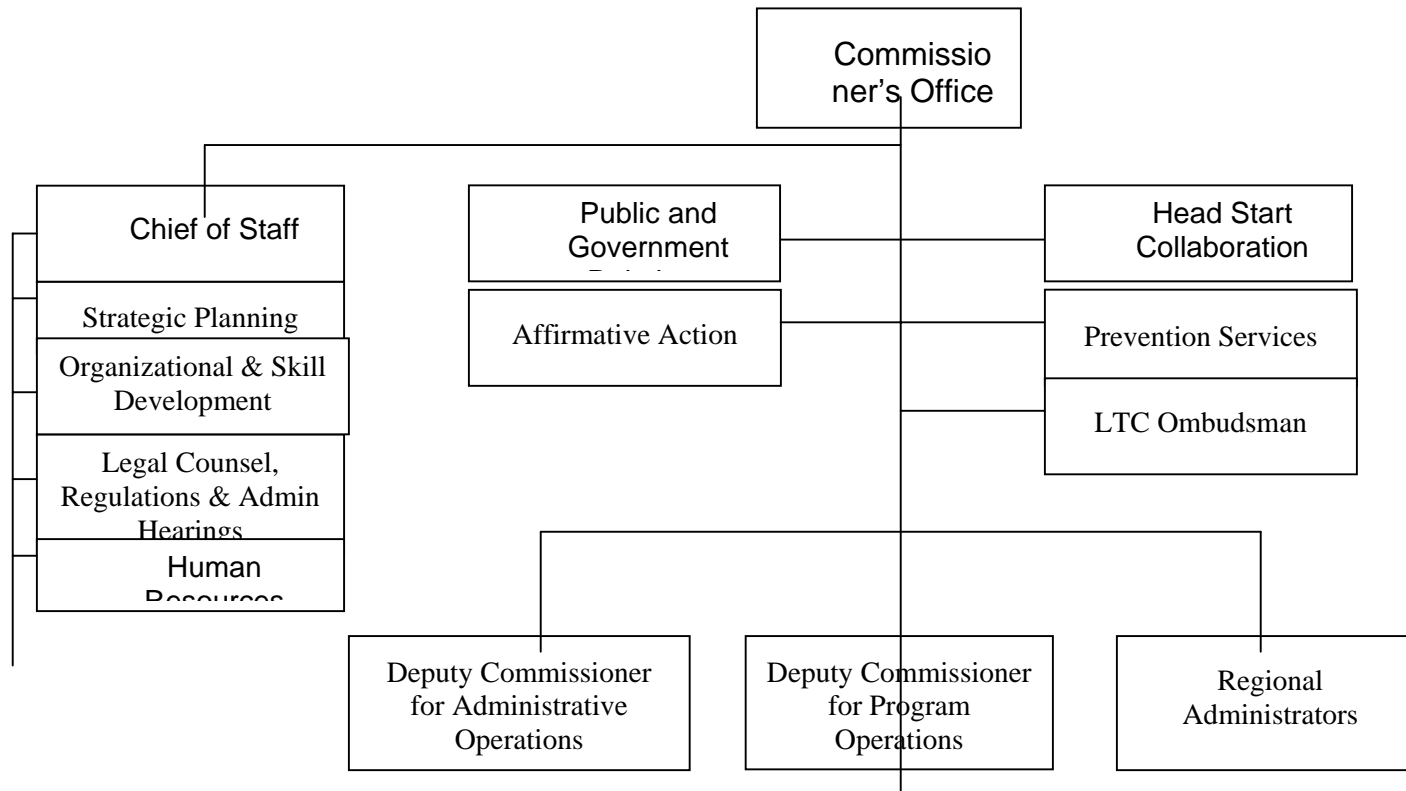 Commissio
ner's Office
Chief of Staff
Public and
Government
Head Start
Collaboration
Strategic Planning
Affirmative Action
Prevention Services
Organizational & Skill
Development
LTC Ombudsman
Legal Counsel,
Regulations & Admin
Hearings
Human
Resources
Deputy Commissioner
for Administrative
Operations
Deputy Commissioner
for Program
Operations
Regional
Administrators